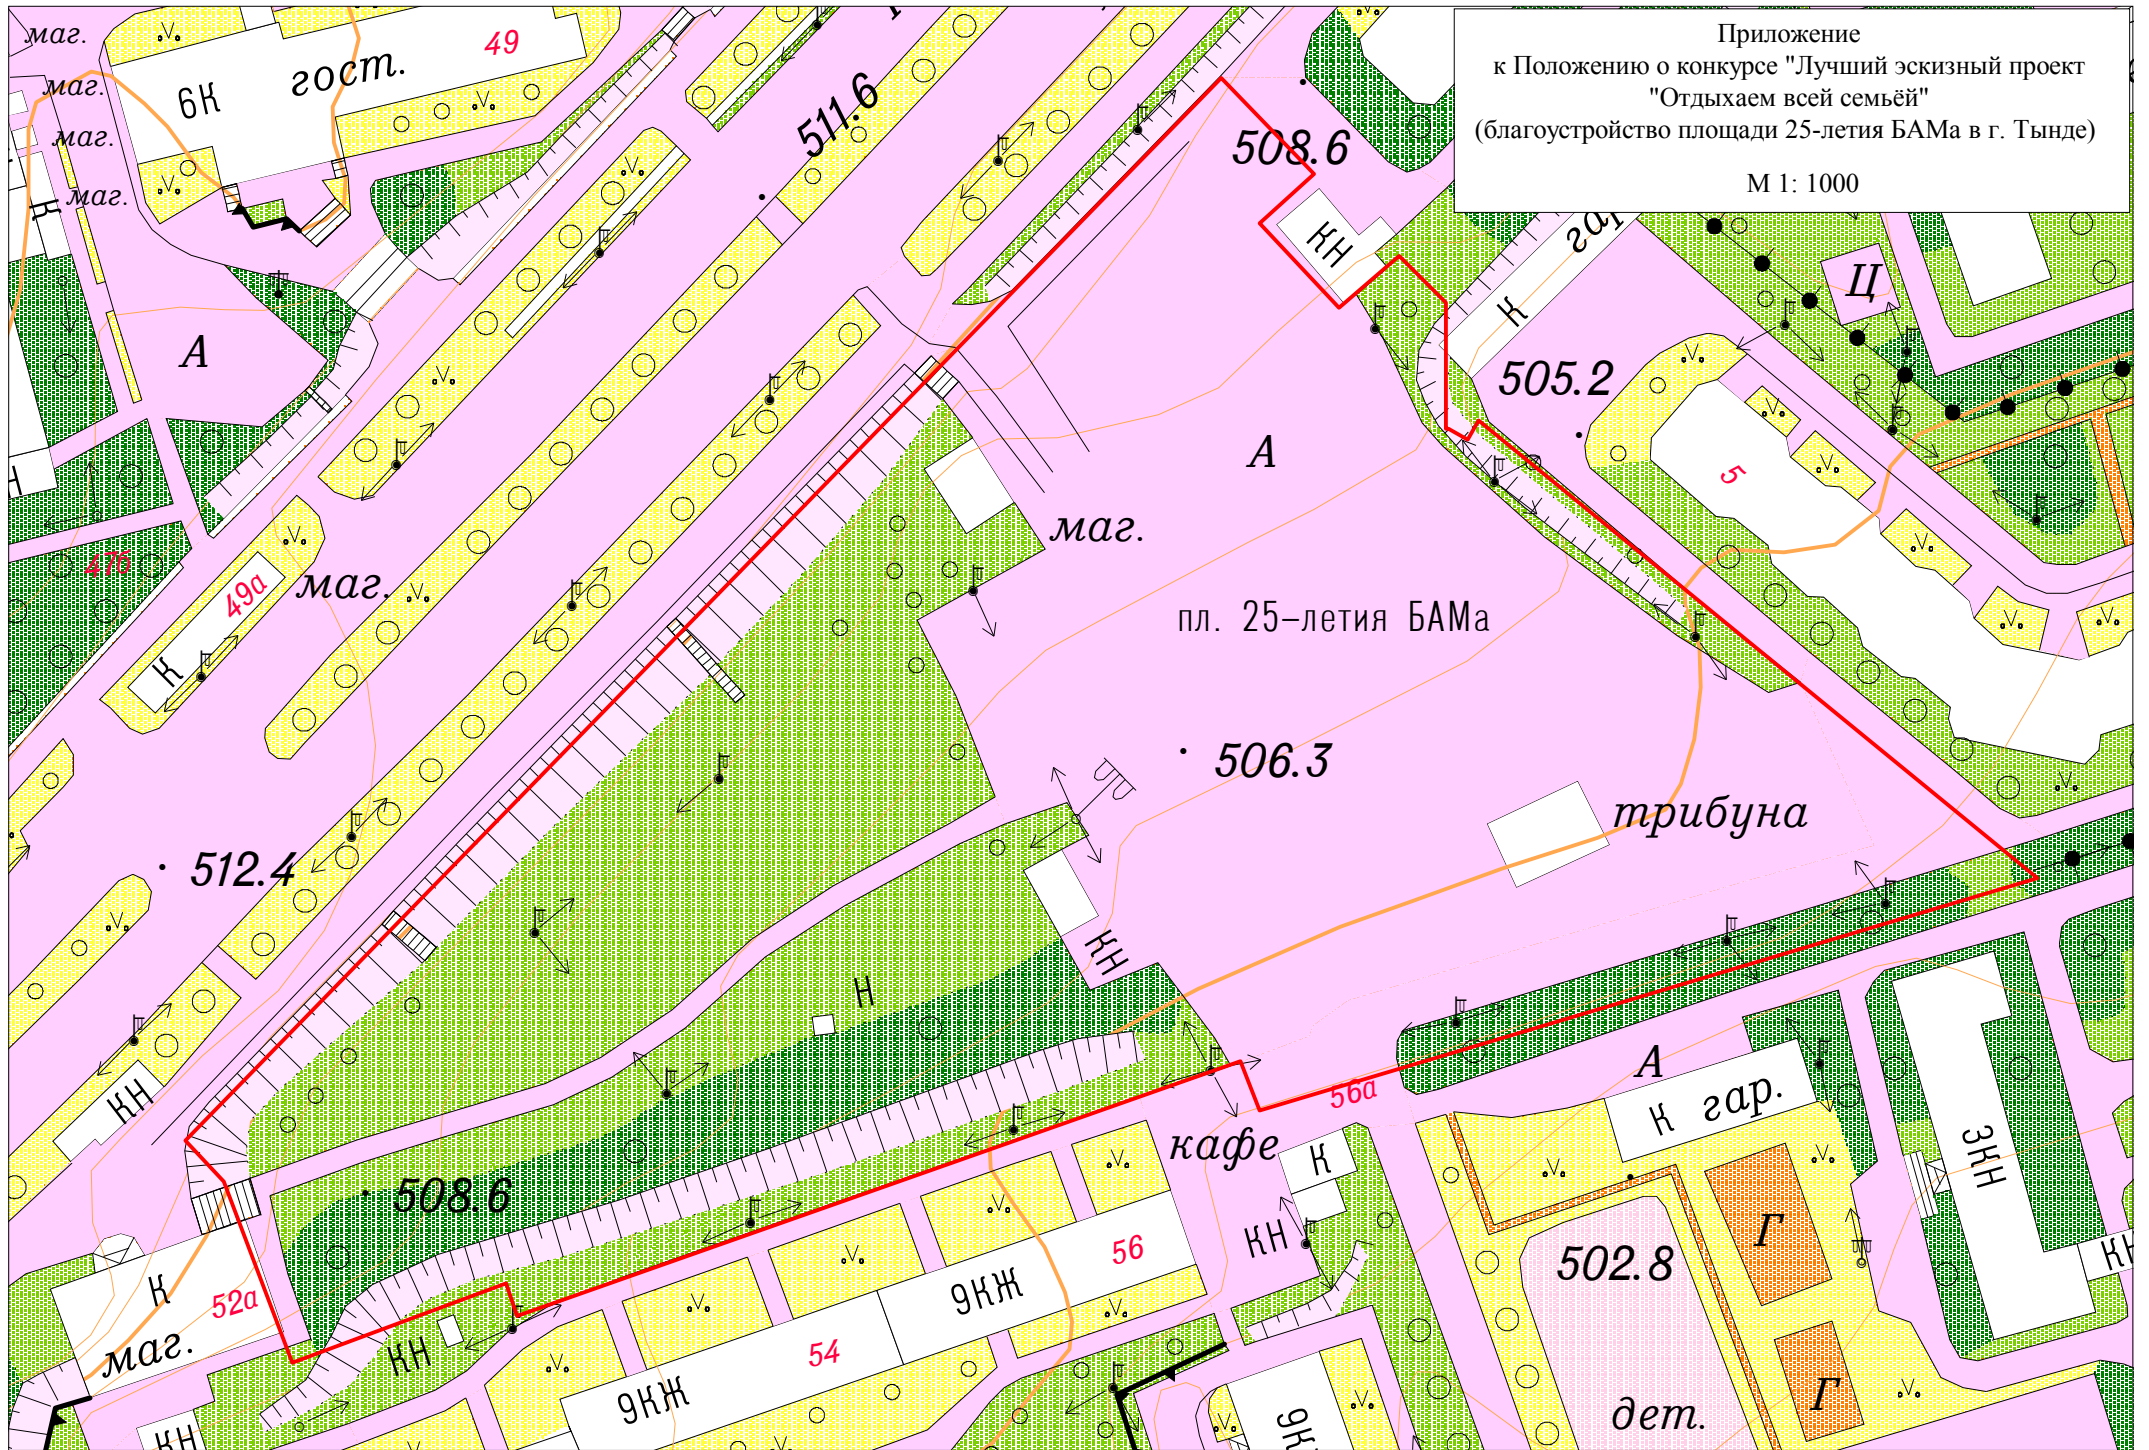 Приложение
к Положению о конкурсе "Лучший эскизный проект
"Отдыхаем всей семьёй"
(благоустройство площади 25-летия БАМа в г. Тынде)
М 1: 1000
маг.
маг.
маг.
маг.
К
6К
гост.
49
511.6
508.6
КН
гар
К
Ц
А
505.2
5
А
маг.
пл. 25-летия БАМа
Н
47б
49а
маг.
К
506.3
трибуна
512.4
КН
Н
КН
508.6
56а
кафе
К
КН
А
К гар.
3КН
КН
Г
502.8
Г
дет.
К
52а
маг.
КН
КН
54
9КЖ
9КЖ
56
9К